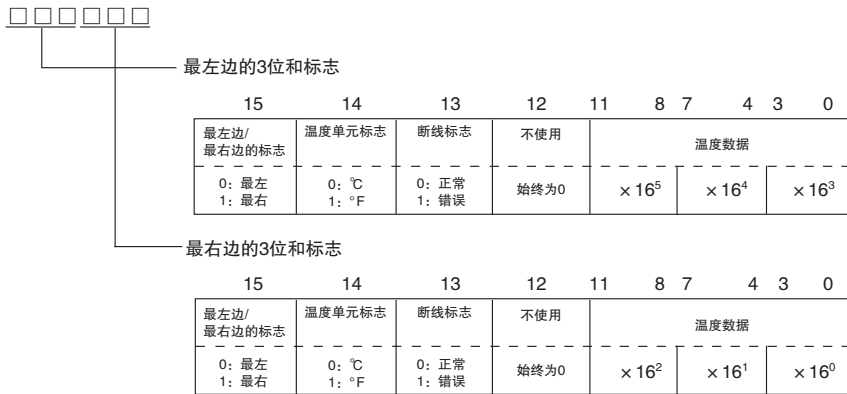 □□□□□□
最左边的3位和标志
15 14 13 12 11 8 7 4 3 0
最左边/ 温度单元标志 断线标志 不使用 温度数据
最右边的标志
0：最左 0：℃ 0：正常 始终为0 ×16⁵ ×16⁴ ×16³
1：最右 1：°F 1：错误
最右边的3位和标志
15 14 13 12 11 8 7 4 3 0
最左边/ 温度单元标志 断线标志 不使用 温度数据
最右边的标志
0：最左 0：℃ 0：正常 始终为0 ×16² ×16¹ ×16⁰
1：最右 1：°F 1：错误